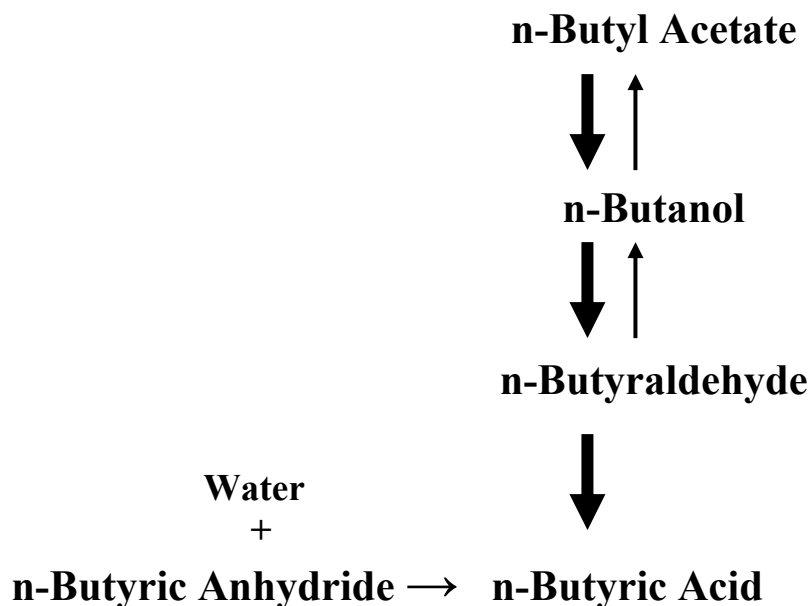 n-Butyl Acetate
n-Butanol
n-Butyraldehyde
Water
+
n-Butyric Anhydride → n-Butyric Acid